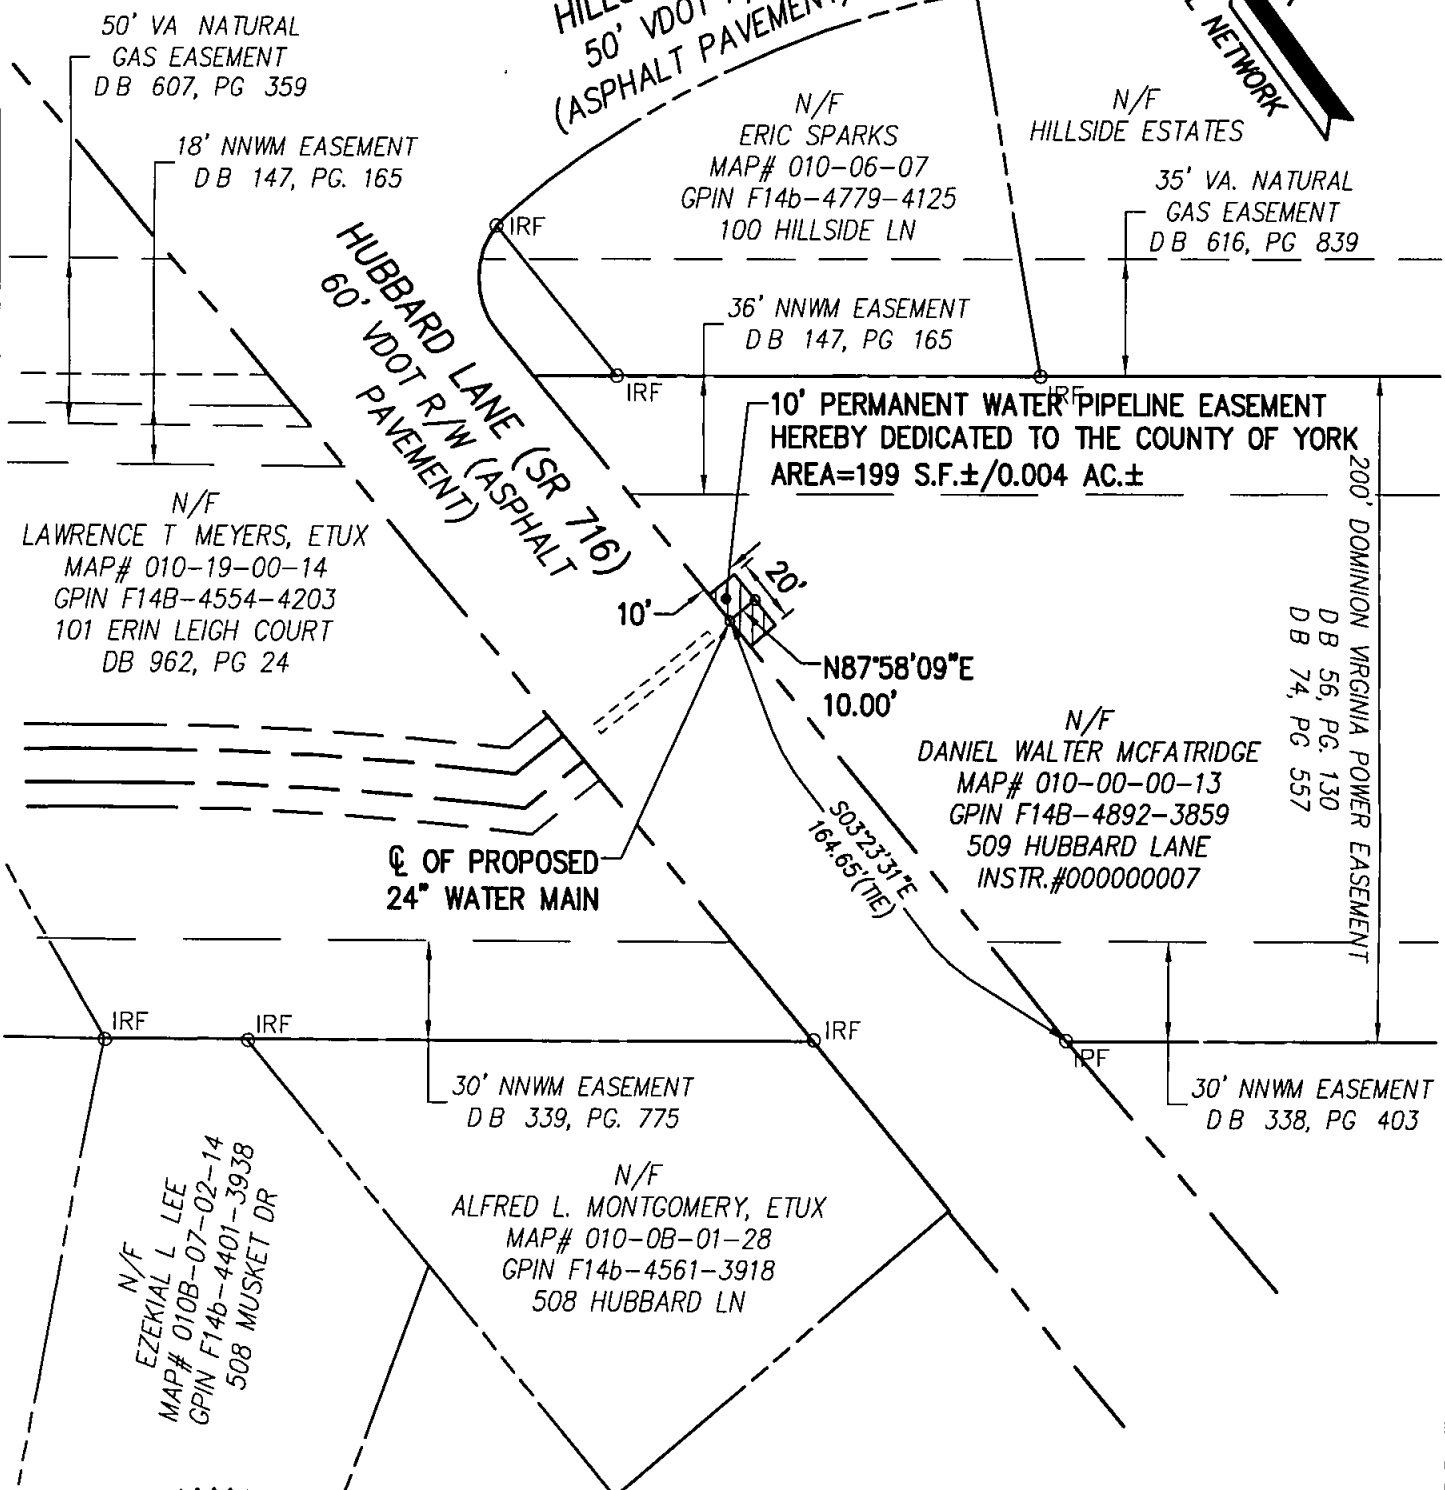 50' VA NATURAL
GAS EASEMENT
DB 607, PG 359
18' NNWM EASEMENT
DB 147, PG. 165
50' VDOT
(ASPHALT PAVEMENT)
NETWORK
N/F
ERIC SPARKS
MAP# 010-06-07
GPIN F14b-4779-4125
100 HILLSIDE LN
N/F
HILLSIDE ESTATES
35' VA. NATURAL
GAS EASEMENT
DB 616, PG 839
IRF
HUBBARD LANE (SR 716)
60' VDOT R/W (ASPHALT
PAVEMENT)
36' NNWM EASEMENT
DB 147, PG 165
IRF
IRF
10' PERMANENT WATER PIPELINE EASEMENT
HEREBY DEDICATED TO THE COUNTY OF YORK
AREA=199 S.F.±/0.004 AC.±
200' DOMINION VIRGINIA POWER EASEMENT
DB 56, PG. 130
DB 74, PG 557
N/F
LAWRENCE T MEYERS, ETUX
MAP# 010-19-00-14
GPIN F14B-4554-4203
101 ERIN LEIGH COURT
DB 962, PG 24
20'
10'
N87°58'09"E
10.00'
N/F
DANIEL WALTER MCFATRIDGE
MAP# 010-00-00-13
GPIN F14B-4892-3859
509 HUBBARD LANE
INSTR.#000000007
S03°23'31"E
164.65'(TIE)
℄ OF PROPOSED
24" WATER MAIN
IRF
IRF
IRF
IPF
30' NNWM EASEMENT
DB 339, PG. 775
30' NNWM EASEMENT
DB 338, PG 403
N/F
EZEKIAL L LEE
MAP# 010B-07-02-14
GPIN F14b-4401-3938
508 MUSKET DR
N/F
ALFRED L. MONTGOMERY, ETUX
MAP# 010-0B-01-28
GPIN F14b-4561-3918
508 HUBBARD LN